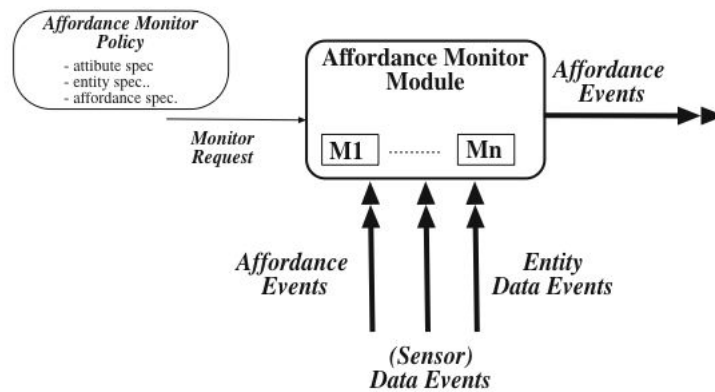 Affordance Monitor
Policy
- attibute spec
- entity spec..
- affordance spec.
Monitor
Request
Affordance Monitor
Module
M1 ......... Mn
Affordance
Events
Affordance
Events
Entity
Data Events
(Sensor)
Data Events